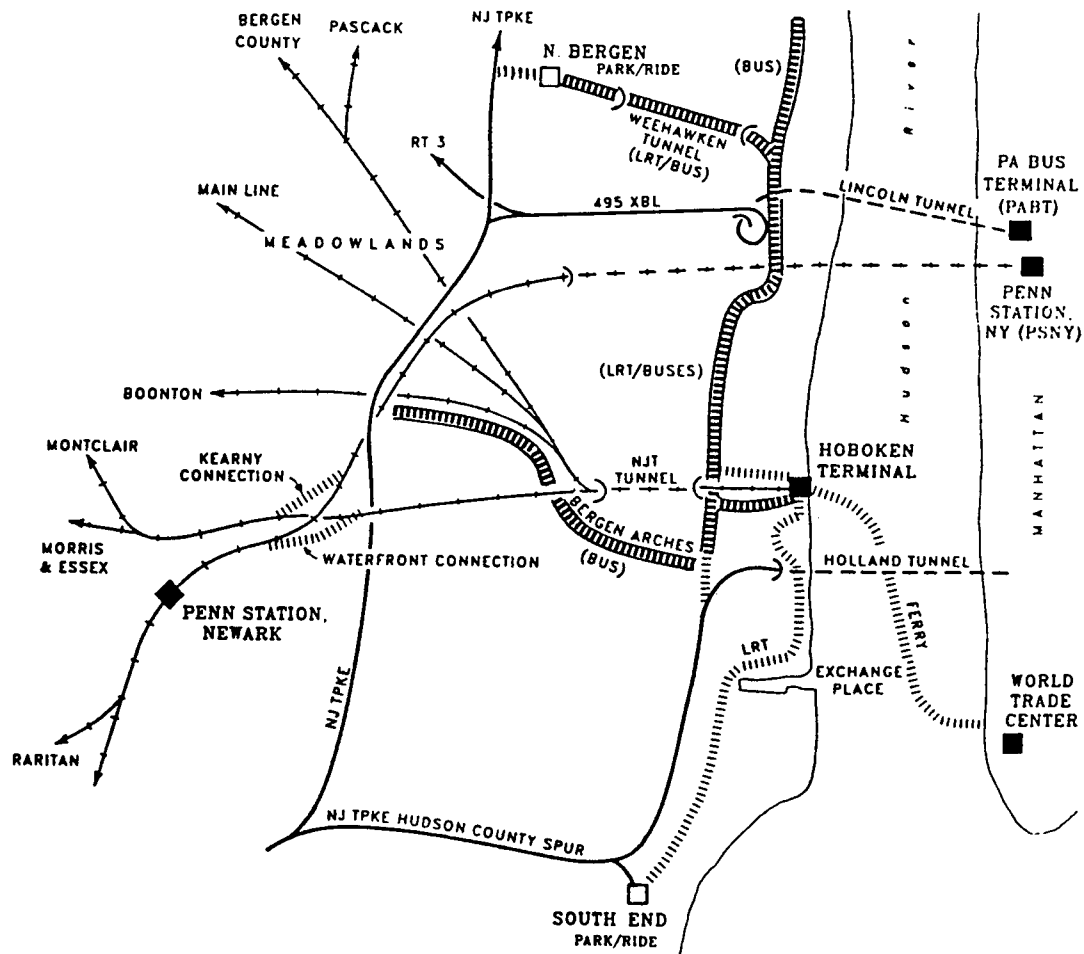 BERGEN
COUNTY
PASCACK
NJ TPKE
N. BERGEN
PARK/RIDE
(BUS)
River
WEEHAWKEN
TUNNEL
(LRT/BUS)
RT 3
PA BUS
TERMINAL
(PABT)
MAIN LINE
495 XBL
LINCOLN TUNNEL
MEADOWLANDS
PENN
STATION,
NY (PSNY)
Hudson
(LRT/BUSES)
BOONTON
MANHATTAN
MONTCLAIR
KEARNY
CONNECTION
NJT
TUNNEL
HOBOKEN
TERMINAL
BERGEN ARCHES
(BUS)
MORRIS
& ESSEX
WATERFRONT CONNECTION
HOLLAND TUNNEL
PENN STATION,
NEWARK
FERRY
LRT
EXCHANGE
PLACE
WORLD
TRADE
CENTER
NJ TPKE
RARITAN
NJ TPKE HUDSON COUNTY SPUR
SOUTH END
PARK/RIDE